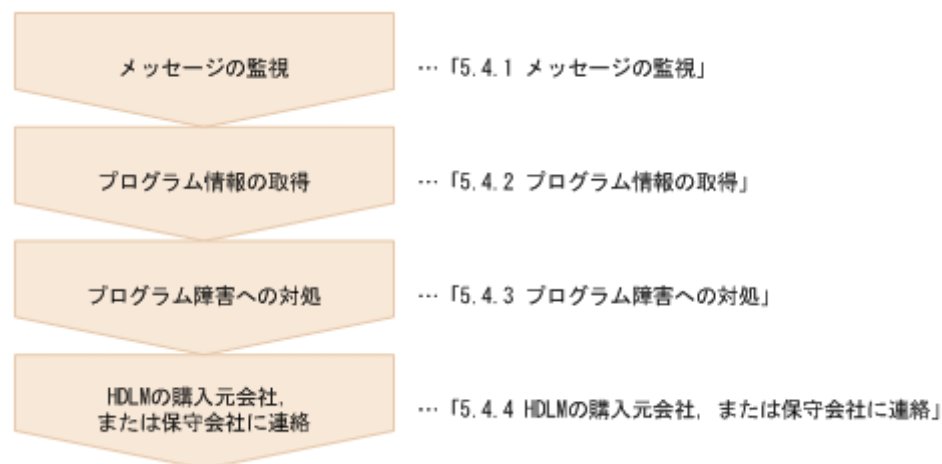 メッセージの監視
… 「5.4.1 メッセージの監視」
プログラム情報の取得
… 「5.4.2 プログラム情報の取得」
プログラム障害への対処
… 「5.4.3 プログラム障害への対処」
HDLMの購入元会社，
または保守会社に連絡
… 「5.4.4 HDLMの購入元会社，または保守会社に連絡」